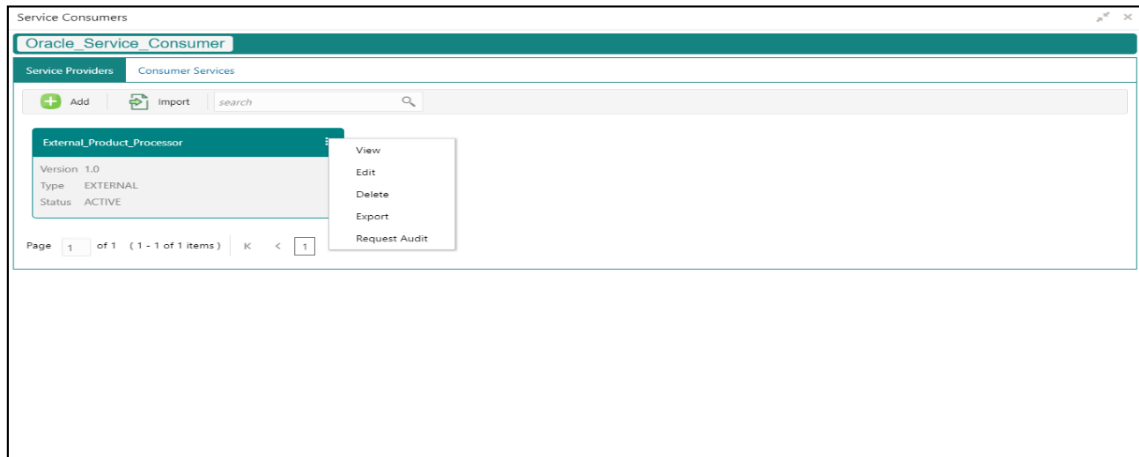 Service Consumers
Oracle_Service_Consumer
Service Providers Consumer Services
Add Import search
External_Product_Processor
Version 1.0
Type EXTERNAL
Status ACTIVE
View
Edit
Delete
Export
Request Audit
Page 1 of 1 (1 - 1 of 1 items) K < 1